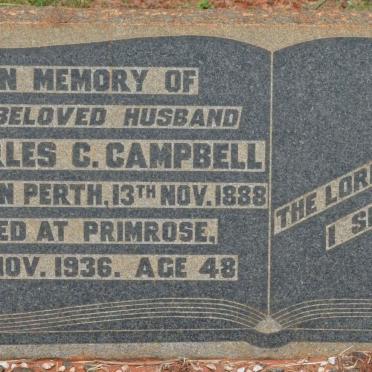 N MEMORY OF
BELOVED HUSBAND
RLES C. CAMPBELL
N PERTH, 13TH NOV. 1888
ED AT PRIMROSE,
NOV. 1936. AGE 48
THE LOR
I S